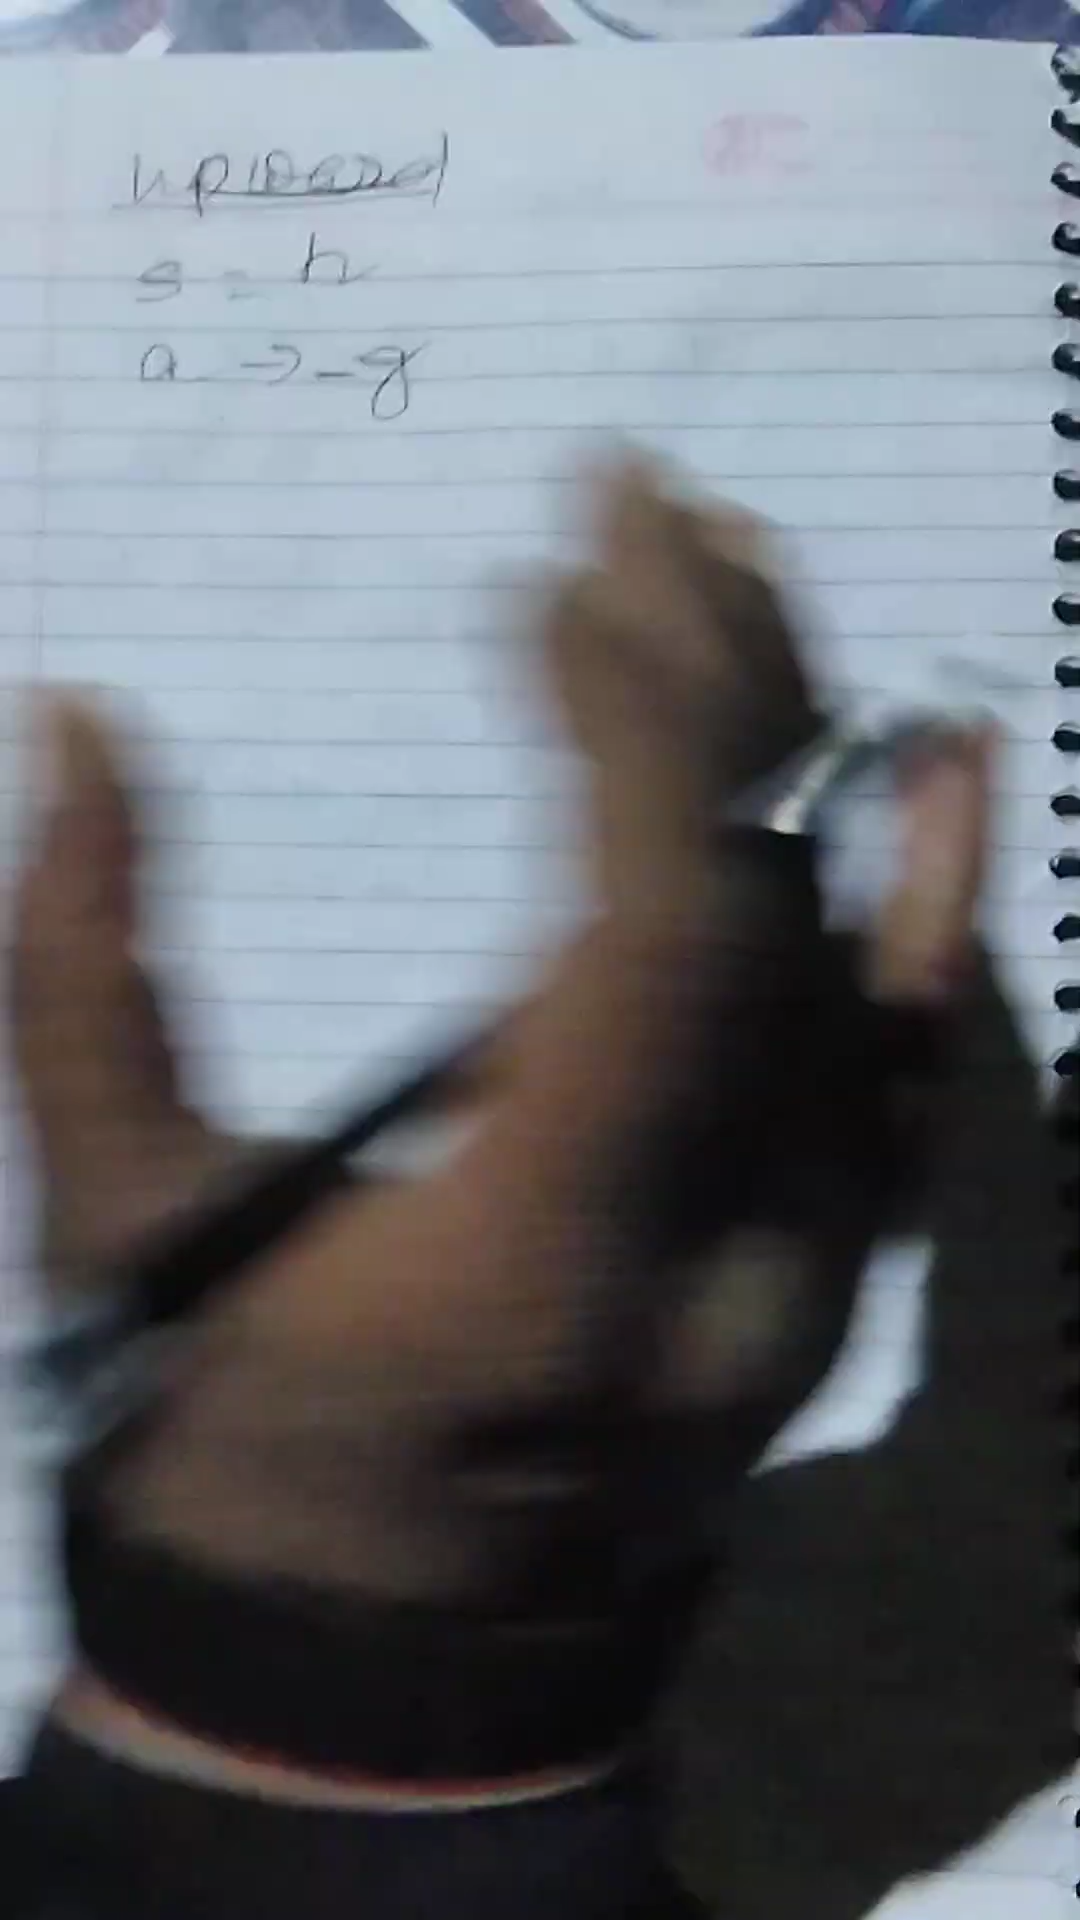 upward
s = h
a → -g